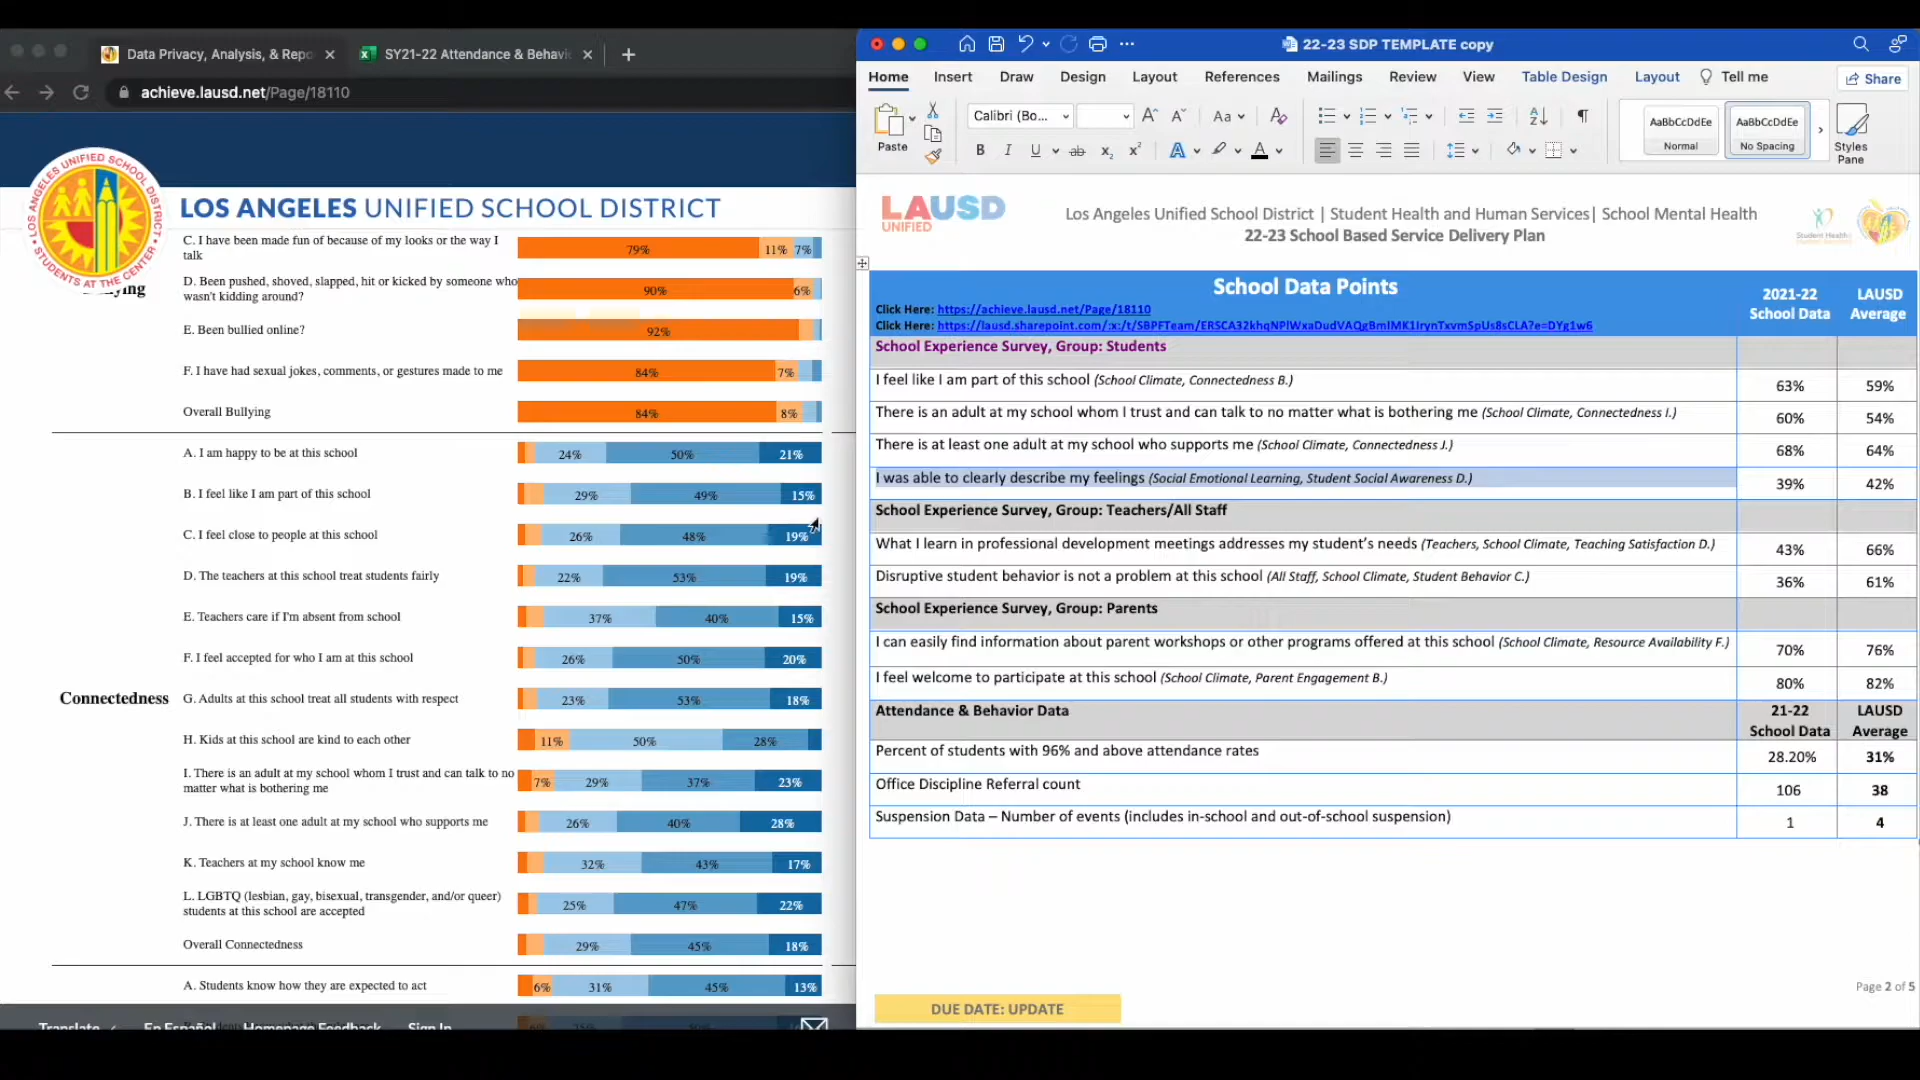 Data Privacy, Analysis, & Repo
SY21-22 Attendance & Behavi
achieve.lausd.net/Page/18110
LOS ANGELES UNIFIED SCHOOL DISTRICT
LOS ANGELES UNIFIED SCHOOL DISTRICT
• STUDENTS AT THE CENTER •
C. I have been made fun of because of my looks or the way I
talk
79% 11% 7%
D. Been pushed, shoved, slapped, hit or kicked by someone who
wasn't kidding around?
90% 6%
E. Been bullied online?
92%
F. I have had sexual jokes, comments, or gestures made to me
84% 7%
Overall Bullying
84% 8%
A. I am happy to be at this school
24% 50% 21%
B. I feel like I am part of this school
29% 49% 15%
C. I feel close to people at this school
26% 48% 19%
D. The teachers at this school treat students fairly
22% 53% 19%
E. Teachers care if I'm absent from school
37% 40% 15%
F. I feel accepted for who I am at this school
26% 50% 20%
Connectedness
G. Adults at this school treat all students with respect
23% 53% 18%
H. Kids at this school are kind to each other
11% 50% 28%
I. There is an adult at my school whom I trust and can talk to no
matter what is bothering me
7% 29% 37% 23%
J. There is at least one adult at my school who supports me
26% 40% 28%
K. Teachers at my school know me
32% 43% 17%
L. LGBTQ (lesbian, gay, bisexual, transgender, and/or queer)
students at this school are accepted
25% 47% 22%
Overall Connectedness
29% 45% 18%
A. Students know how they are expected to act
6% 31% 45% 13%
Translate En Español Homepage Feedback Sign In
22-23 SDP TEMPLATE copy
Home Insert Draw Design Layout References Mailings Review View Table Design Layout Tell me Share
Paste
Calibri (Bo...
AaBbCcDdEe
Normal
AaBbCcDdEe
No Spacing
Styles
Pane
LAUSD
UNIFIED
Los Angeles Unified School District | Student Health and Human Services| School Mental Health
22-23 School Based Service Delivery Plan
School Data Points
Click Here: https://achieve.lausd.net/Page/18110
2021-22
School Data
LAUSD
Average
School Experience Survey, Group: Students
I feel like I am part of this school (School Climate, Connectedness B.) 63% 59%
There is an adult at my school whom I trust and can talk to no matter what is bothering me (School Climate, Connectedness I.) 60% 54%
There is at least one adult at my school who supports me (School Climate, Connectedness J.) 68% 64%
I was able to clearly describe my feelings (Social Emotional Learning, Student Social Awareness D.) 39% 42%
School Experience Survey, Group: Teachers/All Staff
What I learn in professional development meetings addresses my student's needs (Teachers, School Climate, Teaching Satisfaction D.) 43% 66%
Disruptive student behavior is not a problem at this school (All Staff, School Climate, Student Behavior C.) 36% 61%
School Experience Survey, Group: Parents
I can easily find information about parent workshops or other programs offered at this school (School Climate, Resource Availability F.) 70% 76%
I feel welcome to participate at this school (School Climate, Parent Engagement B.) 80% 82%
Attendance & Behavior Data
21-22
School Data
LAUSD
Average
Percent of students with 96% and above attendance rates 28.20% 31%
Office Discipline Referral count 106 38
Suspension Data – Number of events (includes in-school and out-of-school suspension) 1 4
Page 2 of 5
DUE DATE: UPDATE